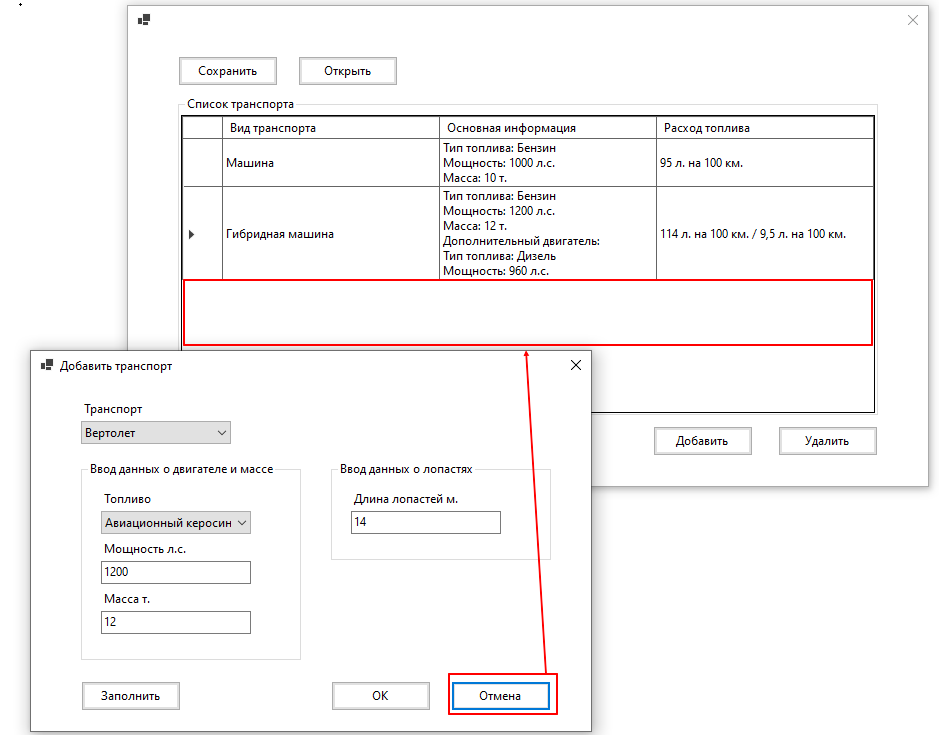 Сохранить
Открыть
Список транспорта
Вид транспорта
Основная информация
Расход топлива
Машина
Тип топлива: Бензин
Мощность: 1000 л.с.
Масса: 10 т.
95 л. на 100 км.
Гибридная машина
Тип топлива: Бензин
Мощность: 1200 л.с.
Масса: 12 т.
Дополнительный двигатель:
Тип топлива: Дизель
Мощность: 960 л.с.
114 л. на 100 км. / 9,5 л. на 100 км.
Добавить
Удалить
Добавить транспорт
Транспорт
Вертолет
Ввод данных о двигателе и массе
Топливо
Авиационный керосин
Мощность л.с.
1200
Масса т.
12
Ввод данных о лопастях
Длина лопастей м.
14
Заполнить
ОК
Отмена